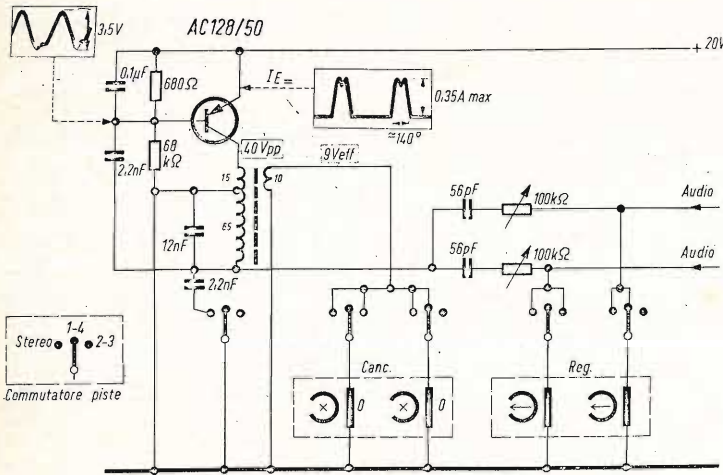 3,5V
AC128/50
+ 20V
0,1µF
680Ω
IE=
0,35A max
≃140°
68
kΩ
40Vpp
9Veff
2,2nF
15
10
65
12nF
2,2nF
56pF
100kΩ
Audio
56pF
100kΩ
Audio
1-4
Stereo
2-3
Commutatore piste
Canc.
0
0
Reg.